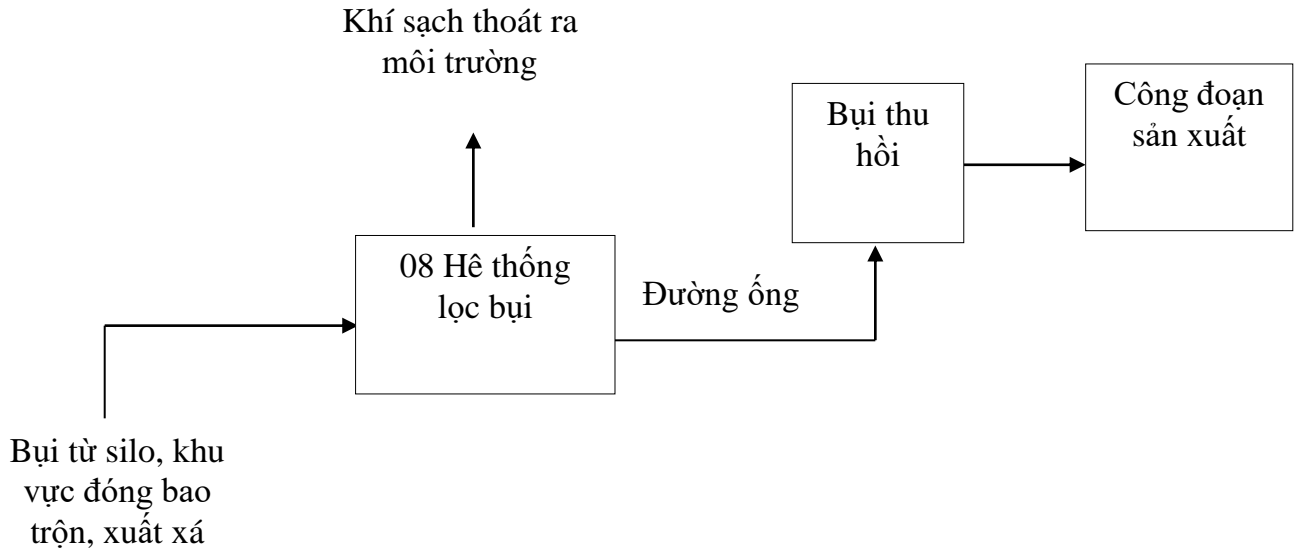 Khí sạch thoát ra
môi trường
Bụi thu
hồi
Công đoạn
sản xuất
08 Hê thống
lọc bụi
Đường ống
Bụi từ silo, khu
vực đóng bao
trộn, xuất xá